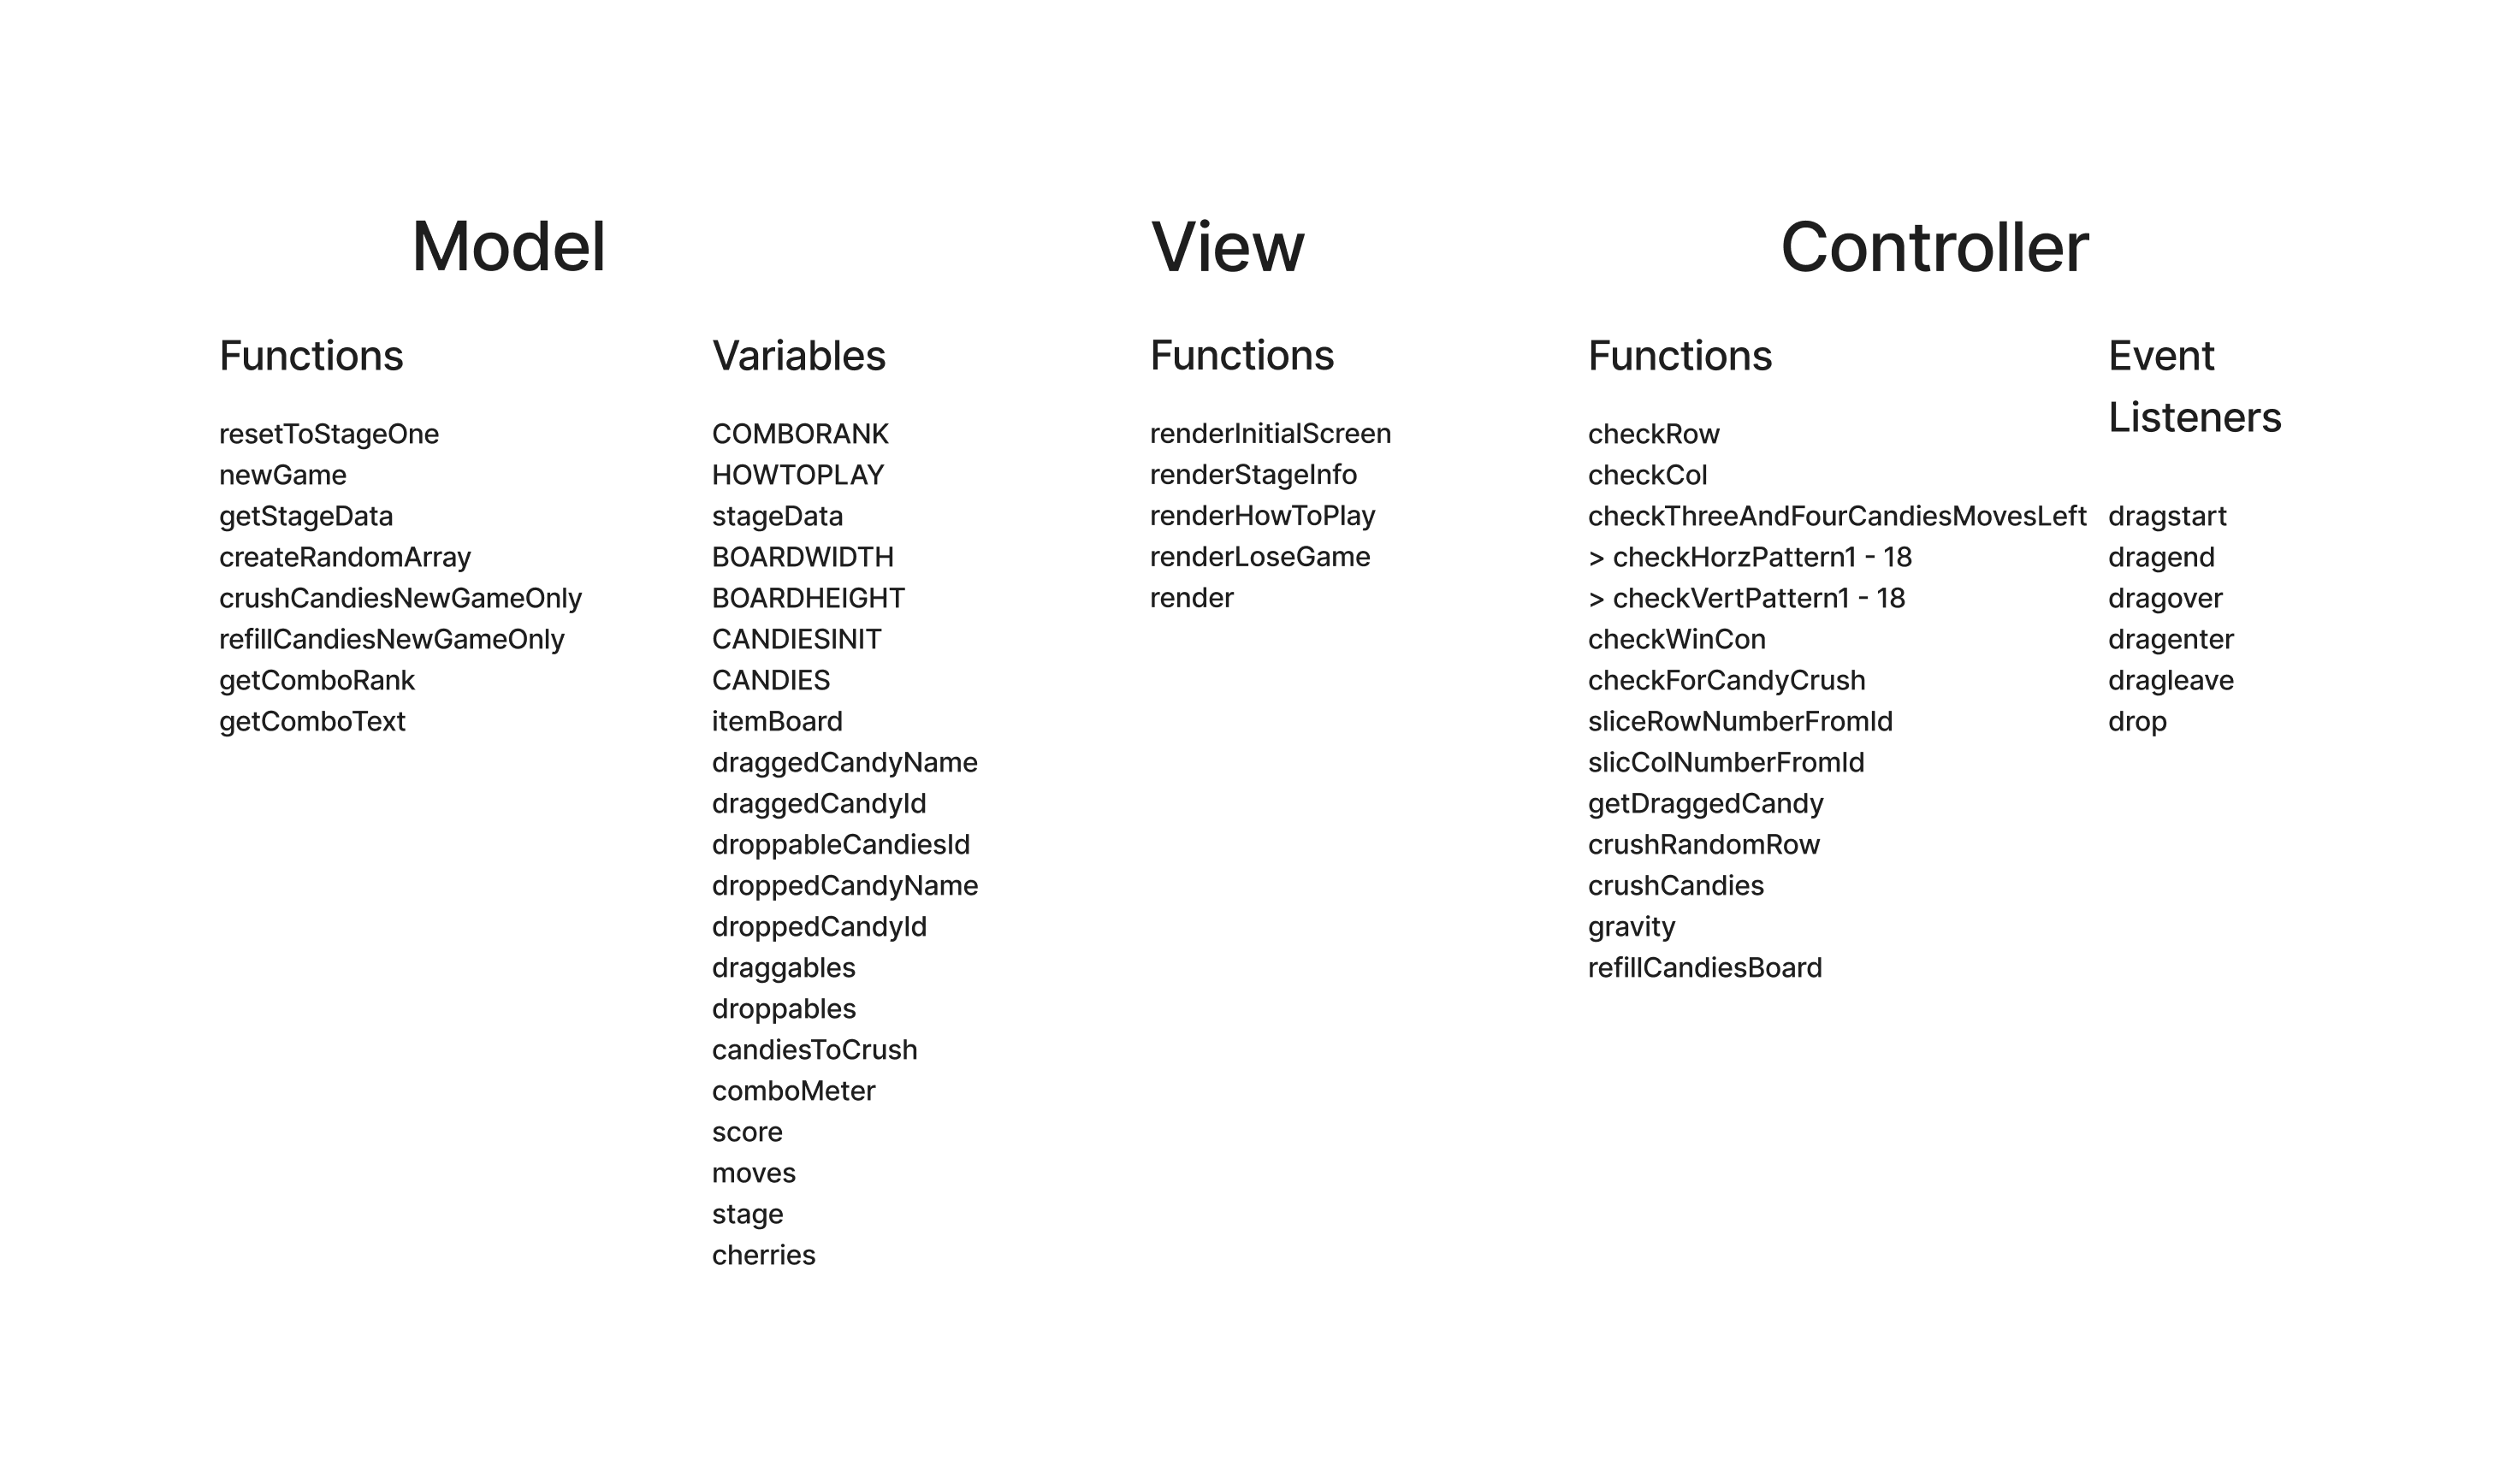 Model
Functions
resetToStageOne
newGame
getStageData
createRandomArray
crushCandiesNewGameOnly
refillCandiesNewGameOnly
getComboRank
getComboText
Variables
COMBORANK
HOWTOPLAY
stageData
BOARDWIDTH
BOARDHEIGHT
CANDIESINIT
CANDIES
itemBoard
draggedCandyName
draggedCandyId
droppableCandiesId
droppedCandyName
droppedCandyId
draggables
droppables
candiesToCrush
comboMeter
score
moves
stage
cherries
View
Functions
renderInitialScreen
renderStageInfo
renderHowToPlay
renderLoseGame
render
Controller
Functions
checkRow
checkCol
checkThreeAndFourCandiesMovesLeft
> checkHorzPattern1 - 18
> checkVertPattern1 - 18
checkWinCon
checkForCandyCrush
sliceRowNumberFromId
slicColNumberFromId
getDraggedCandy
crushRandomRow
crushCandies
gravity
refillCandiesBoard
Event
Listeners
dragstart
dragend
dragover
dragenter
dragleave
drop